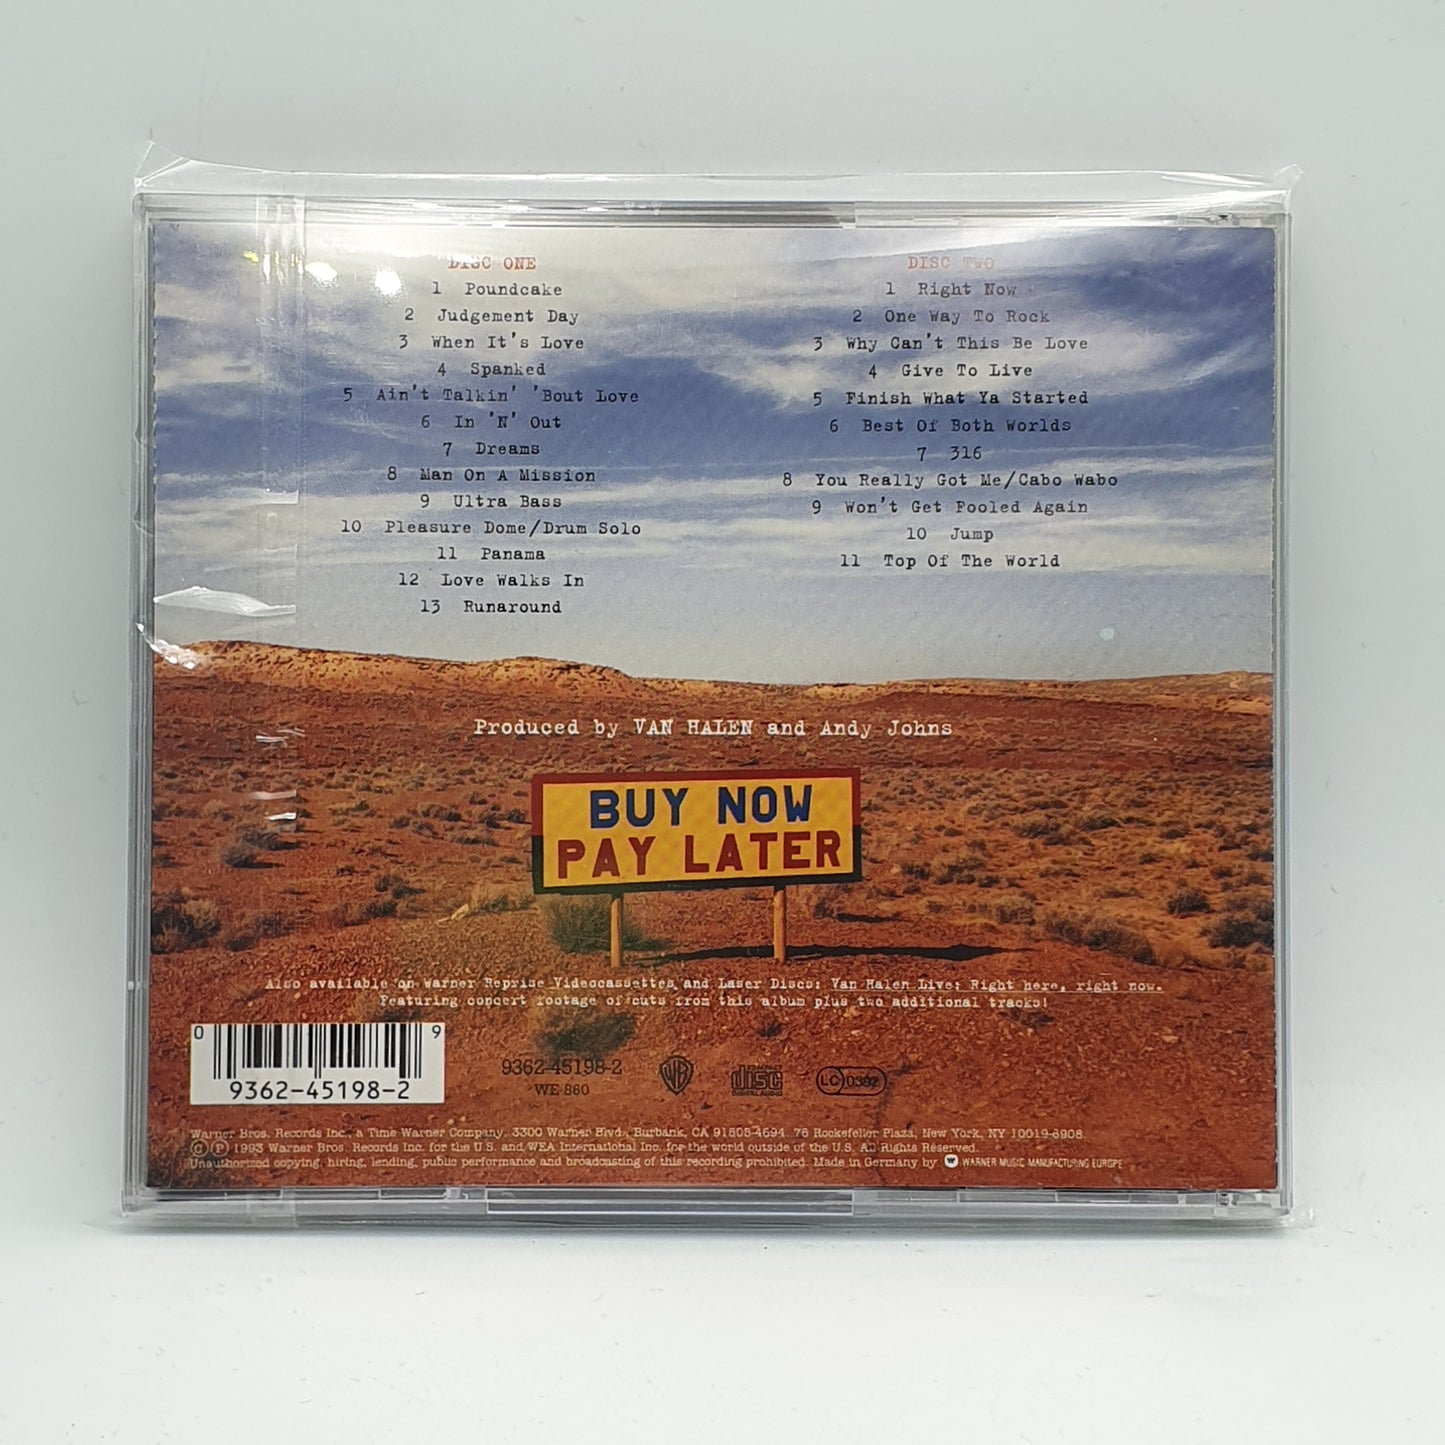 DISC ONE
1 Poundcake
2 Judgement Day
3 When It's Love
4 Spanked
5 Ain't Talkin' 'Bout Love
6 In 'N' Out
7 Dreams
8 Man On A Mission
9 Ultra Bass
10 Pleasure Dome/Drum Solo
11 Panama
12 Love Walks In
13 Runaround
DISC TWO
1 Right Now
2 One Way To Rock
3 Why Can't This Be Love
4 Give To Live
5 Finish What Ya Started
6 Best Of Both Worlds
7 316
8 You Really Got Me/Cabo Wabo
9 Won't Get Fooled Again
10 Jump
11 Top Of The World
Produced by VAN HALEN and Andy Johns
BUY NOW
PAY LATER
Also available on Warner Reprise Videocassettes and Laser Discs: Van Halen Live: Right here, right now.
Featuring concert footage of cuts from this album plus two additional tracks!
0 9
9362-45198-2
9362-45198-2
WE 860
WB
COMPACT
disc
DIGITAL AUDIO
LC 0392
Warner Bros. Records Inc., a Time Warner Company, 3300 Warner Blvd., Burbank, CA 91505-4694. 75 Rockefeller Plaza, New York, NY 10019-6908.
© ℗ 1993 Warner Bros. Records Inc. for the U.S. and WEA International Inc. for the world outside of the U.S. All Rights Reserved.
Unauthorized copying, hiring, lending, public performance and broadcasting of this recording prohibited. Made in Germany by WARNER MUSIC MANUFACTURING EUROPE